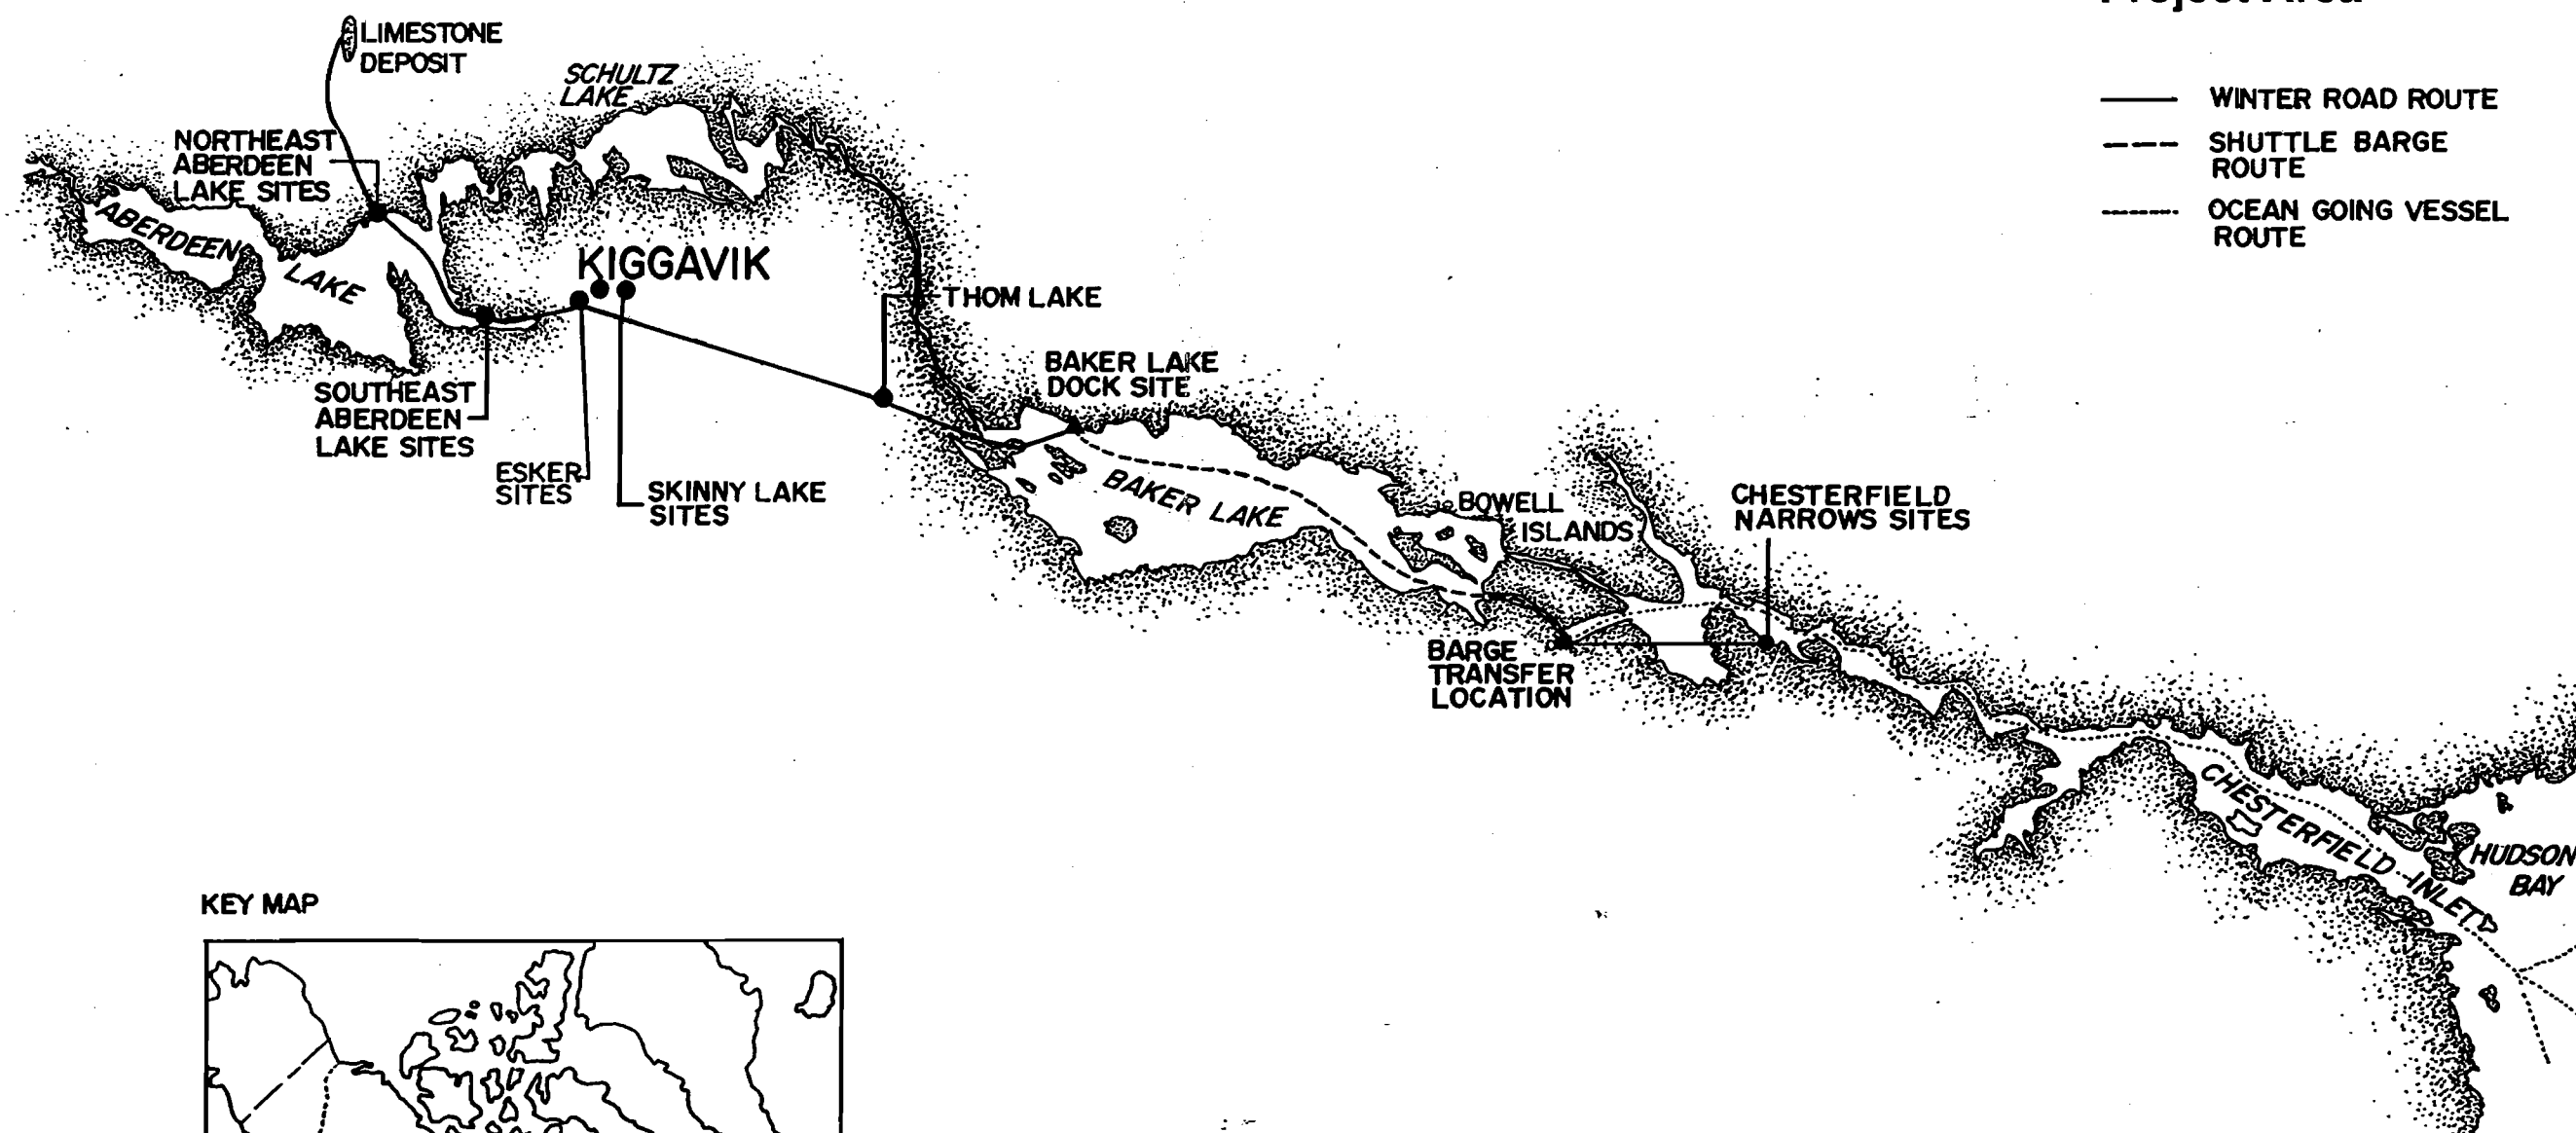 Project Area
WINTER ROAD ROUTE
SHUTTLE BARGE
ROUTE
OCEAN GOING VESSEL
ROUTE
LIMESTONE
DEPOSIT
SCHULTZ
LAKE
NORTHEAST
ABERDEEN
LAKE SITES
ABERDEEN
LAKE
KIGGAVIK
THOM LAKE
SOUTHEAST
ABERDEEN
LAKE SITES
ESKER
SITES
SKINNY LAKE
SITES
BAKER LAKE
DOCK SITE
BAKER LAKE
BOWELL
ISLANDS
CHESTERFIELD
NARROWS SITES
BARGE
TRANSFER
LOCATION
CHESTERFIELD INLET
HUDSON
BAY
KEY MAP